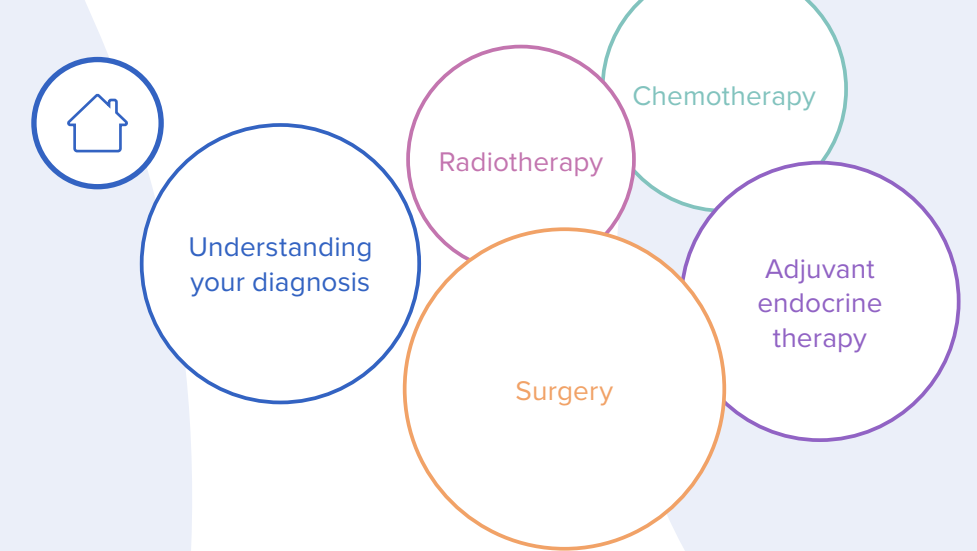 Chemotherapy
Radiotherapy
Understanding
your diagnosis
Adjuvant
endocrine
therapy
Surgery